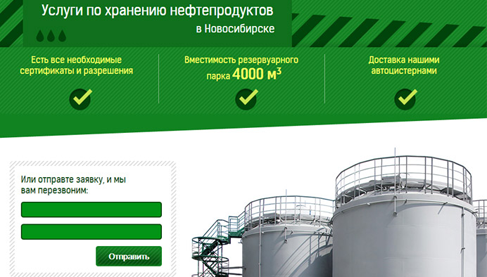 Услуги по хранению нефтепродуктов
в Новосибирске
Есть все необходимые
сертификаты и разрешения
Вместимость резервуарного
парка 4000 м³
Доставка нашими
автоцистернами
Или отправте заявку, и мы
вам перезвоним:
Отправить